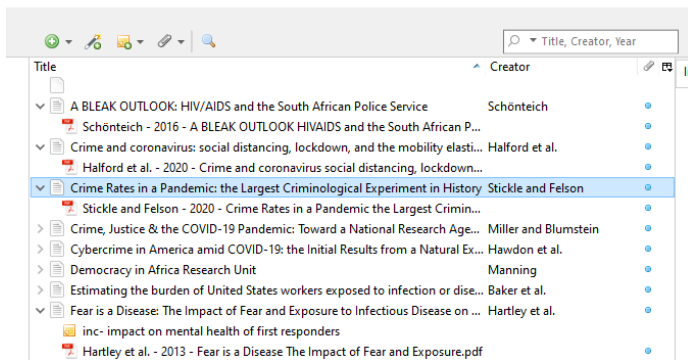 Title, Creator, Year
Title Creator
A BLEAK OUTLOOK: HIV/AIDS and the South African Police Service Schönteich
Schönteich - 2016 - A BLEAK OUTLOOK HIVAIDS and the South African P...
Crime and coronavirus: social distancing, lockdown, and the mobility elasti... Halford et al.
Halford et al. - 2020 - Crime and coronavirus social distancing, lockdown...
Crime Rates in a Pandemic: the Largest Criminological Experiment in History Stickle and Felson
Stickle and Felson - 2020 - Crime Rates in a Pandemic the Largest Crimin...
Crime, Justice & the COVID-19 Pandemic: Toward a National Research Age... Miller and Blumstein
Cybercrime in America amid COVID-19: the Initial Results from a Natural Ex... Hawdon et al.
Democracy in Africa Research Unit Manning
Estimating the burden of United States workers exposed to infection or dise... Baker et al.
Fear is a Disease: The Impact of Fear and Exposure to Infectious Disease on ... Hartley et al.
inc- impact on mental health of first responders
Hartley et al. - 2013 - Fear is a Disease The Impact of Fear and Exposure.pdf